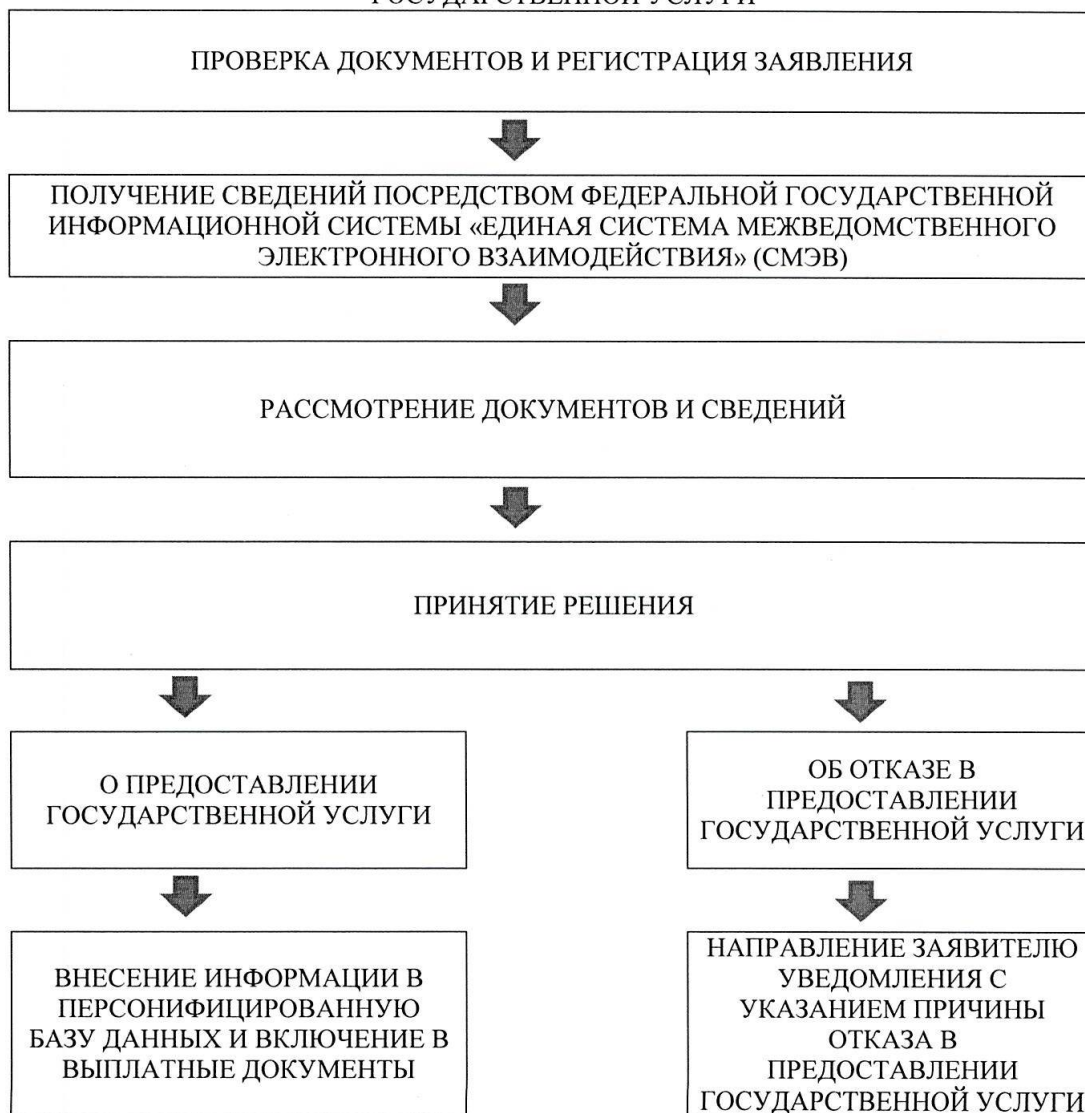 ГОСУДАРСТВЕННОЙ УСЛУГИ
ПРОВЕРКА ДОКУМЕНТОВ И РЕГИСТРАЦИЯ ЗАЯВЛЕНИЯ
ПОЛУЧЕНИЕ СВЕДЕНИЙ ПОСРЕДСТВОМ ФЕДЕРАЛЬНОЙ ГОСУДАРСТВЕННОЙ
ИНФОРМАЦИОННОЙ СИСТЕМЫ «ЕДИНАЯ СИСТЕМА МЕЖВЕДОМСТВЕННОГО
ЭЛЕКТРОННОГО ВЗАИМОДЕЙСТВИЯ» (СМЭВ)
РАССМОТРЕНИЕ ДОКУМЕНТОВ И СВЕДЕНИЙ
ПРИНЯТИЕ РЕШЕНИЯ
О ПРЕДОСТАВЛЕНИИ
ГОСУДАРСТВЕННОЙ УСЛУГИ
ОБ ОТКАЗЕ В
ПРЕДОСТАВЛЕНИИ
ГОСУДАРСТВЕННОЙ УСЛУГИ
ВНЕСЕНИЕ ИНФОРМАЦИИ В
ПЕРСОНИФИЦИРОВАННУЮ
БАЗУ ДАННЫХ И ВКЛЮЧЕНИЕ В
ВЫПЛАТНЫЕ ДОКУМЕНТЫ
НАПРАВЛЕНИЕ ЗАЯВИТЕЛЮ
УВЕДОМЛЕНИЯ С
УКАЗАНИЕМ ПРИЧИНЫ
ОТКАЗА В
ПРЕДОСТАВЛЕНИИ
ГОСУДАРСТВЕННОЙ УСЛУГИ